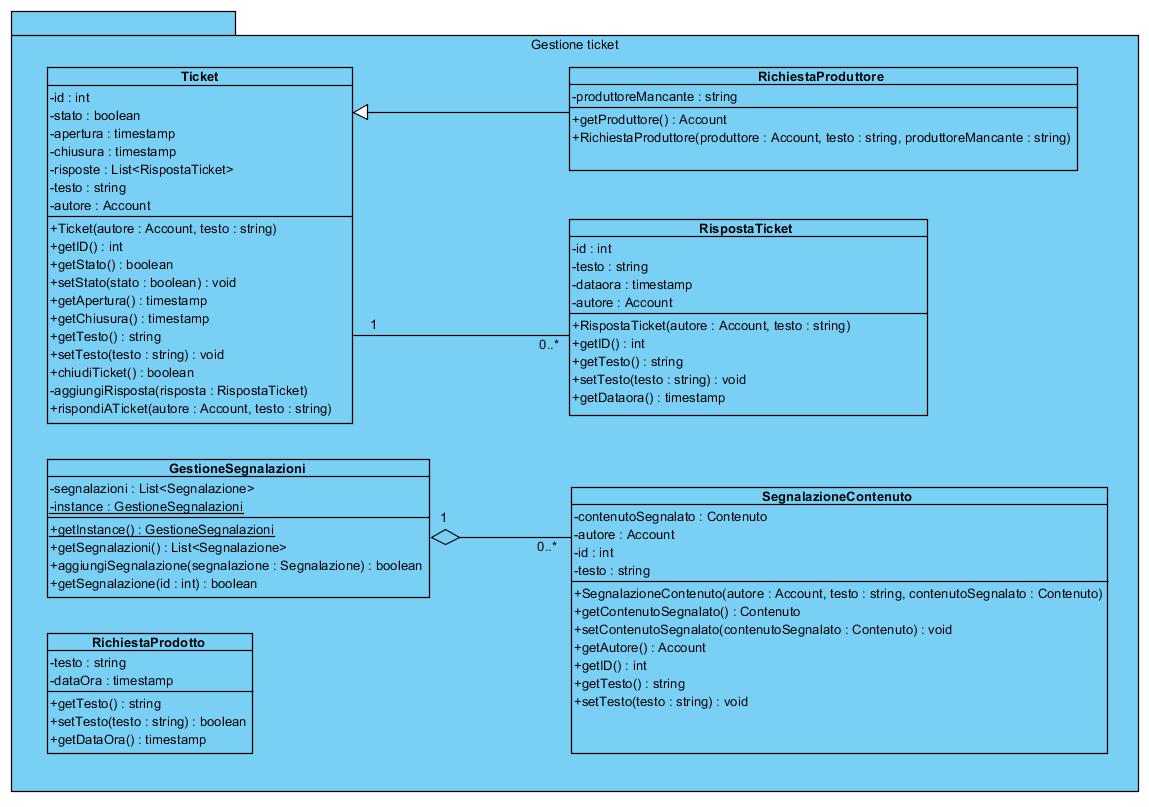 Gestione ticket
Ticket
-id : int
-stato : boolean
-apertura : timestamp
-chiusura : timestamp
-risposte : List<RispostaTicket>
-testo : string
-autore : Account
+Ticket(autore : Account, testo : string)
+getID() : int
+getStato() : boolean
+setStato(stato : boolean) : void
+getApertura() : timestamp
+getChiusura() : timestamp
+getTesto() : string
+setTesto(testo : string) : void
+chiudiTicket() : boolean
-aggiungiRisposta(risposta : RispostaTicket)
+rispondiATicket(autore : Account, testo : string)
RichiestaProduttore
-produttoreMancante : string
+getProduttore() : Account
+RichiestaProduttore(produttore : Account, testo : string, produttoreMancante : string)
RispostaTicket
-id : int
-testo : string
-dataora : timestamp
-autore : Account
+RispostaTicket(autore : Account, testo : string)
+getID() : int
+getTesto() : string
+setTesto(testo : string) : void
+getDataora() : timestamp
1
0..*
GestioneSegnalazioni
-segnalazioni : List<Segnalazione>
-instance : GestioneSegnalazioni
+getInstance() : GestioneSegnalazioni
+getSegnalazioni() : List<Segnalazione>
+aggiungiSegnalazione(segnalazione : Segnalazione) : boolean
+getSegnalazione(id : int) : boolean
1
0..*
SegnalazioneContenuto
-contenutoSegnalato : Contenuto
-autore : Account
-id : int
-testo : string
+SegnalazioneContenuto(autore : Account, testo : string, contenutoSegnalato : Contenuto)
+getContenutoSegnalato() : Contenuto
+setContenutoSegnalato(contenutoSegnalato : Contenuto) : void
+getAutore() : Account
+getID() : int
+getTesto() : string
+setTesto(testo : string) : void
RichiestaProdotto
-testo : string
-dataOra : timestamp
+getTesto() : string
+setTesto(testo : string) : boolean
+getDataOra() : timestamp